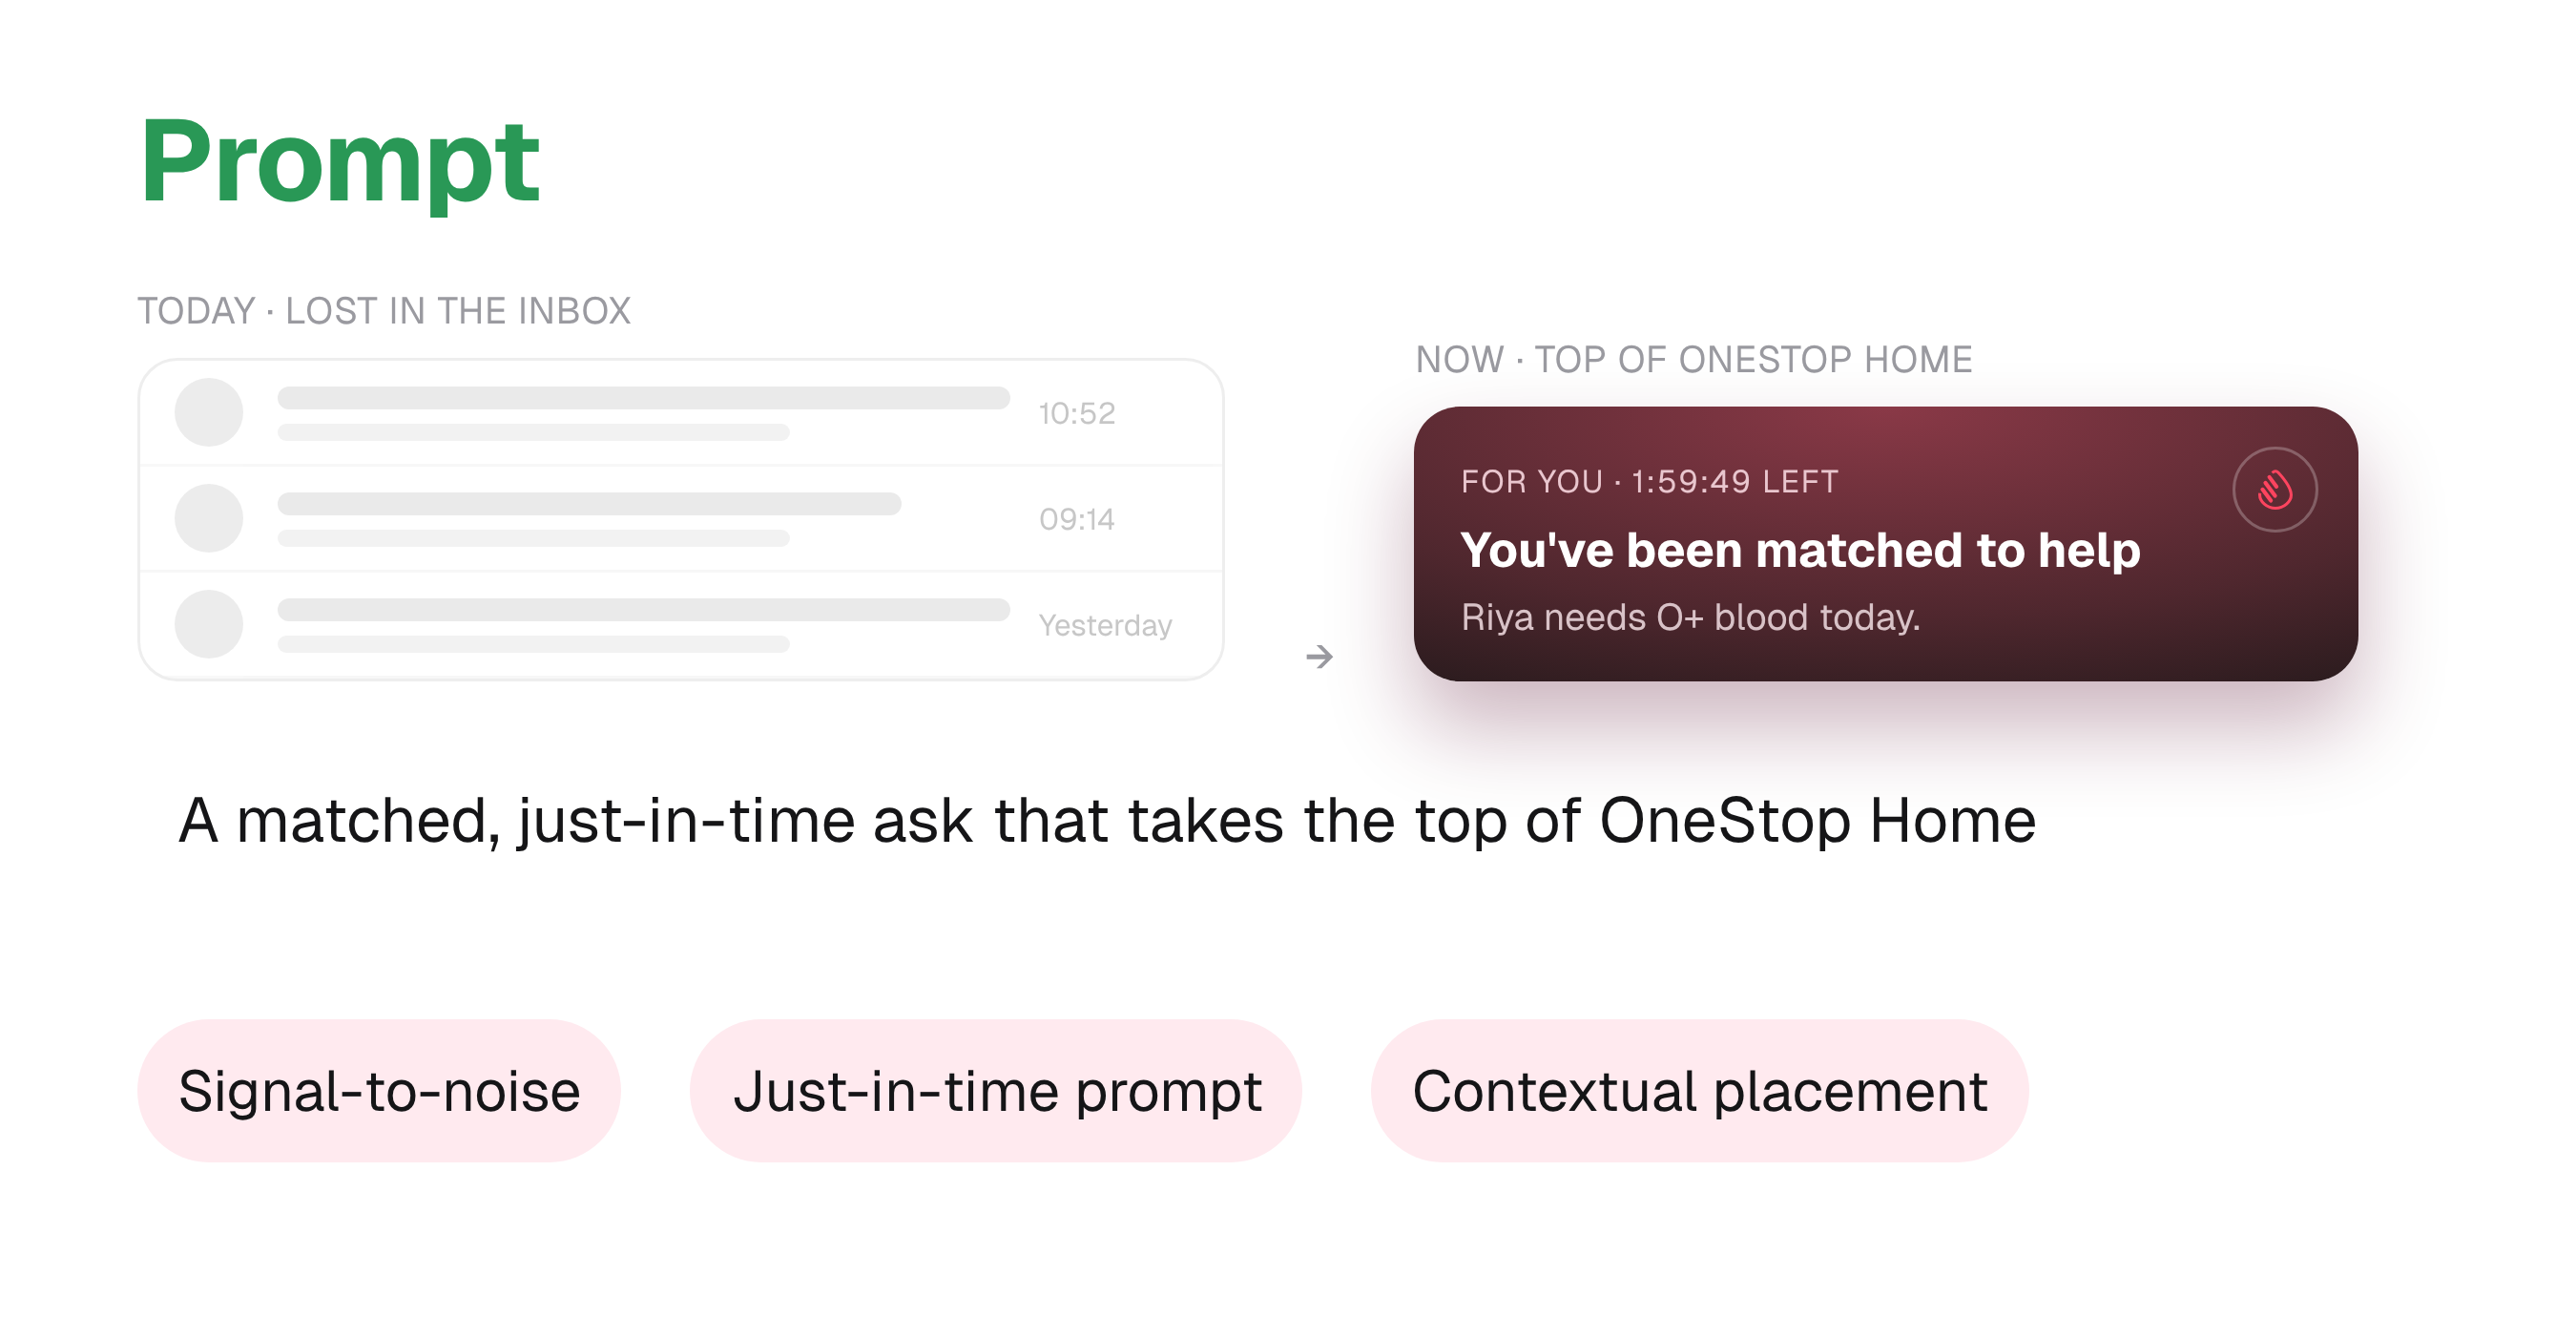 Prompt
TODAY · LOST IN THE INBOX
10:52
09:14
Yesterday
→
NOW · TOP OF ONESTOP HOME
FOR YOU · 1:59:49 LEFT
You've been matched to help
Riya needs O+ blood today.
A matched, just-in-time ask that takes the top of OneStop Home
Signal-to-noise
Just-in-time prompt
Contextual placement